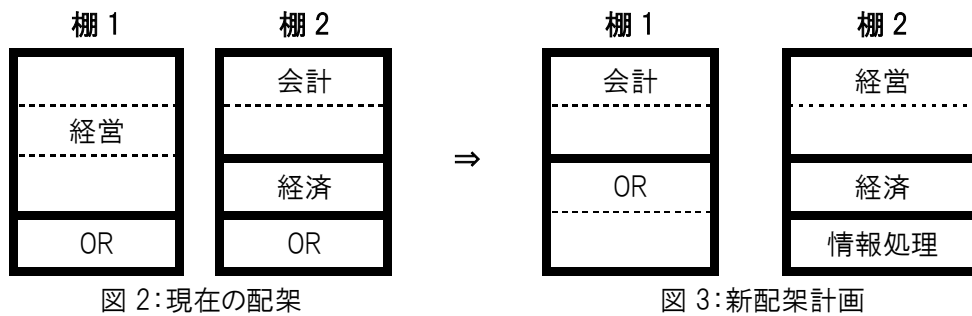 棚1 棚2 棚1 棚2
会計 会計 経営
経営
⇒
経済 OR 経済
OR OR 情報処理
図 2:現在の配架 図 3:新配架計画